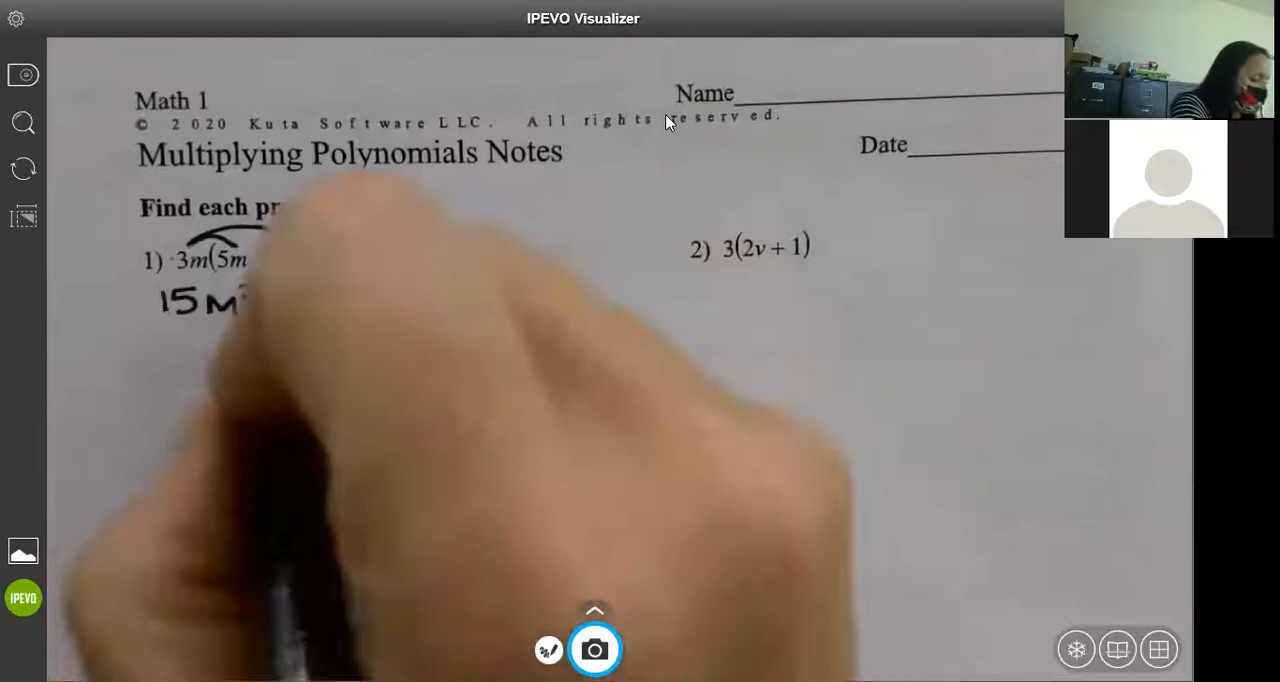 IPEVO Visualizer
Math 1
Name
© 2020 Kuta Software LLC. All rights reserved.
Multiplying Polynomials Notes
Date
Find each
1) 3m(5m
2) 3(2v + 1)
15m
IPEVO